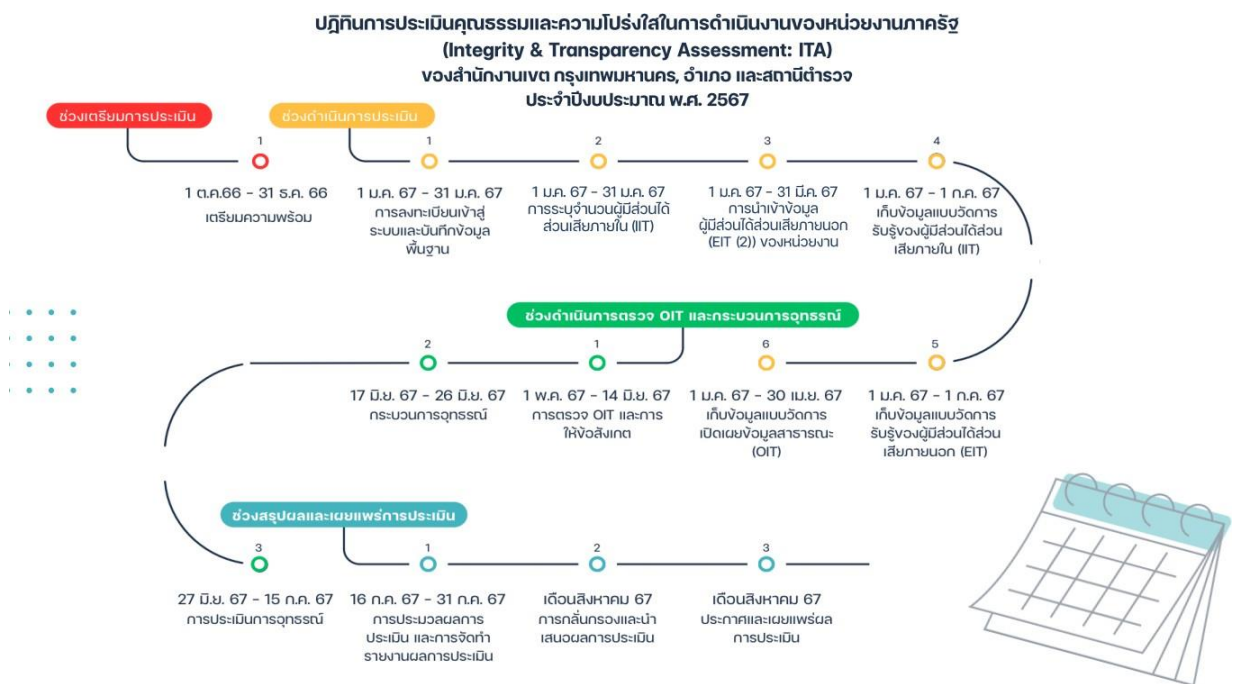 ปฏิทินการประเมินคุณธรรมและความโปร่งใสในการดำเนินงานของหน่วยงานภาครัฐ
(Integrity & Transparency Assessment: ITA)
ของสำนักงานเขต กรุงเทพมหานคร, อำเภอ และสถานีตำรวจ
ประจำปีงบประมาณ พ.ศ. 2567
ช่วงเตรียมการประเมิน
1
1 ต.ค.66 - 31 ธ.ค. 66
เตรียมความพร้อม
ช่วงดำเนินการประเมิน
1
1 ม.ค. 67 - 31 ม.ค. 67
การลงทะเบียนเข้าสู่
ระบบและบันทึกข้อมูล
พื้นฐาน
2
1 ม.ค. 67 - 31 ม.ค. 67
การระบุจำนวนผู้มีส่วนได้
ส่วนเสียภายใน (IIT)
3
1 ม.ค. 67 - 31 มี.ค. 67
การนำเข้าข้อมูล
ผู้มีส่วนได้ส่วนเสียภายนอก
(EIT (2)) ของหน่วยงาน
4
1 ม.ค. 67 - 1 ก.ค. 67
เก็บข้อมูลแบบวัดการ
รับรู้ของผู้มีส่วนได้ส่วน
เสียภายใน (IIT)
5
1 ม.ค. 67 - 1 ก.ค. 67
เก็บข้อมูลแบบวัดการ
รับรู้ของผู้มีส่วนได้ส่วน
เสียภายนอก (EIT)
6
1 ม.ค. 67 - 30 เม.ย. 67
เก็บข้อมูลแบบวัดการ
เปิดเผยข้อมูลสาธารณะ
(OIT)
ช่วงดำเนินการตรวจ OIT และกระบวนการอุทธรณ์
1
1 พ.ค. 67 - 14 มิ.ย. 67
การตรวจ OIT และการ
ให้ข้อสังเกต
2
17 มิ.ย. 67 - 26 มิ.ย. 67
กระบวนการอุทธรณ์
3
27 มิ.ย. 67 - 15 ก.ค. 67
การประเมินการอุทธรณ์
ช่วงสรุปผลและเผยแพร่การประเมิน
1
16 ก.ค. 67 - 31 ก.ค. 67
การประมวลผลการ
ประเมิน และการจัดทำ
รายงานผลการประเมิน
2
เดือนสิงหาคม 67
การกลั่นกรองและนำ
เสนอผลการประเมิน
3
เดือนสิงหาคม 67
ประกาศและเผยแพร่ผล
การประเมิน